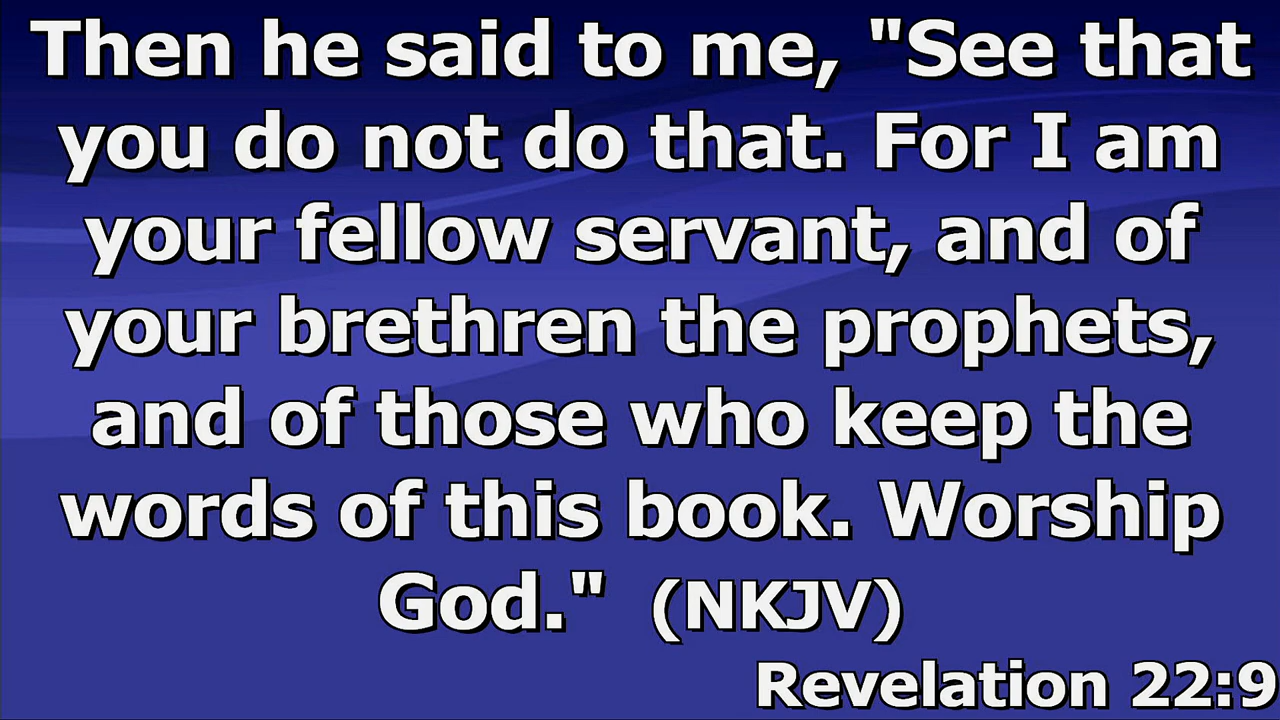 Then he said to me, "See that
you do not do that. For I am
your fellow servant, and of
your brethren the prophets,
and of those who keep the
words of this book. Worship
God." (NKJV)
Revelation 22:9